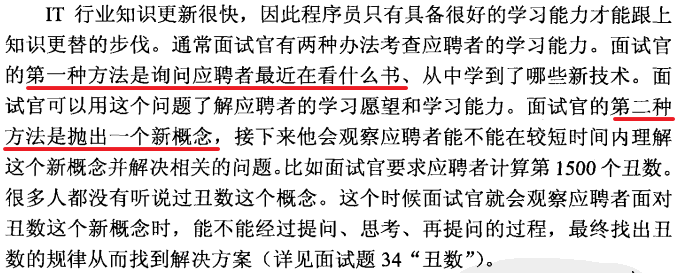 IT 行业知识更新很快，因此程序员只有具备很好的学习能力才能跟上
知识更替的步伐。通常面试官有两种办法考查应聘者的学习能力。面试官
的第一种方法是询问应聘者最近在看什么书、从中学到了哪些新技术。面
试官可以用这个问题了解应聘者的学习愿望和学习能力。面试官的第二种
方法是抛出一个新概念，接下来他会观察应聘者能不能在较短时间内理解
这个新概念并解决相关的问题。比如面试官要求应聘者计算第 1500 个丑数。
很多人都没有听说过丑数这个概念。这个时候面试官就会观察应聘者面对
丑数这个新概念时，能不能经过提问、思考、再提问的过程，最终找出丑
数的规律从而找到解决方案（详见面试题 34“丑数”）。